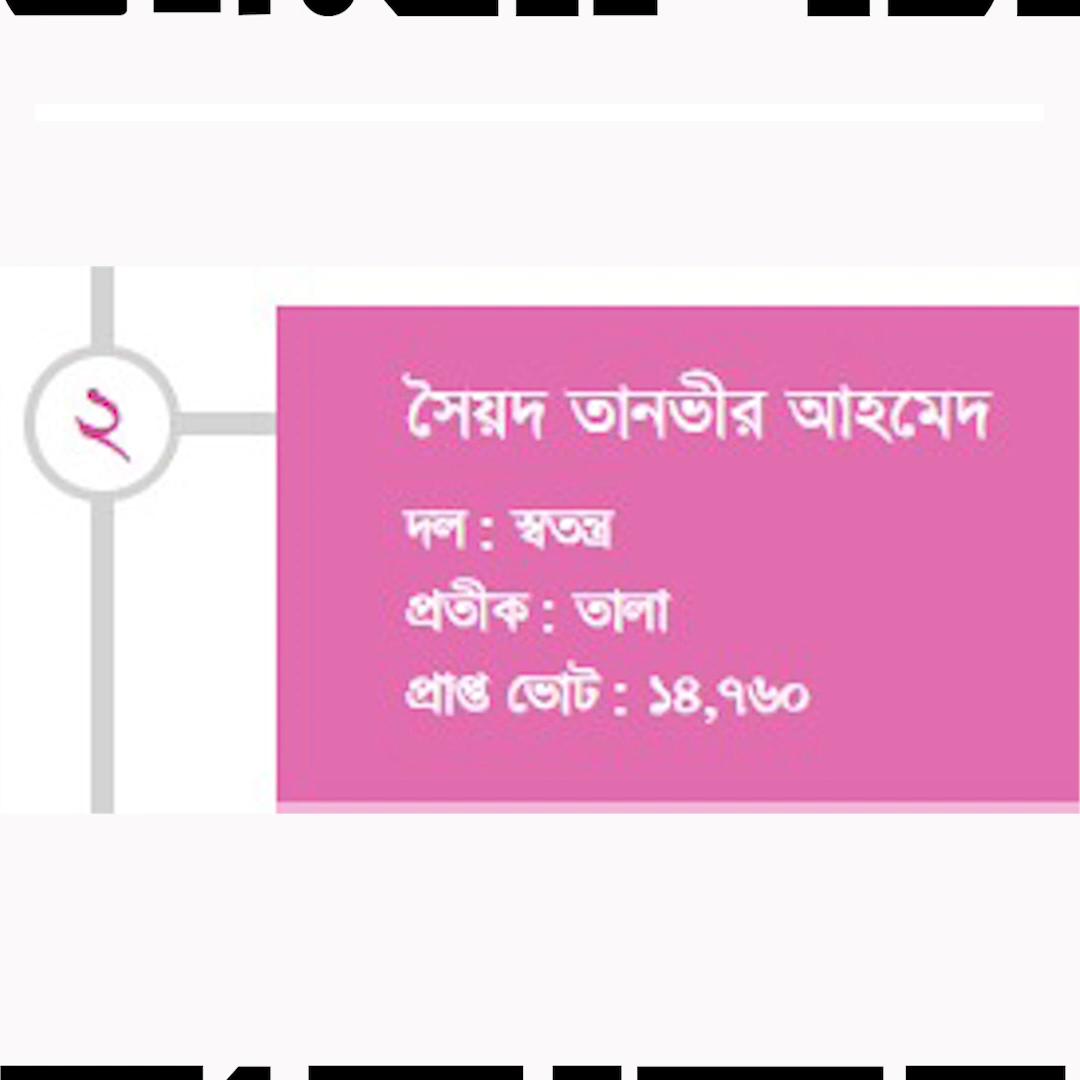 ২
সৈয়দ তানভীর আহমেদ
দল : স্বতন্ত্র
প্রতীক : তালা
প্রাপ্ত ভোট : ১৪,৭৬০